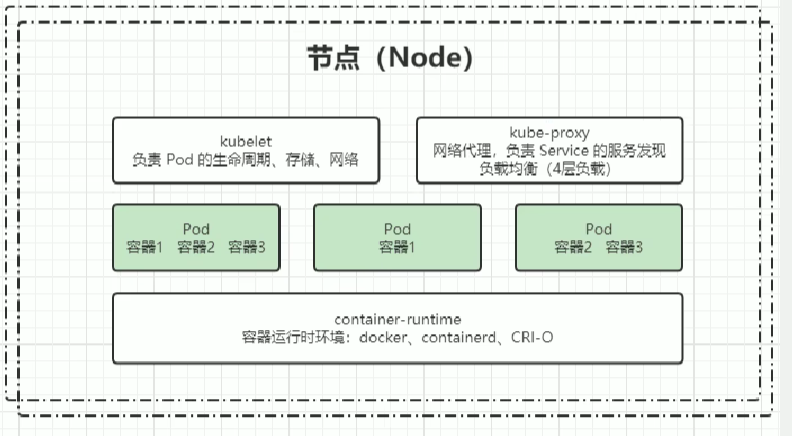 节点（Node）
kubelet
负责 Pod 的生命周期、存储、网络
kube-proxy
网络代理，负责 Service 的服务发现
负载均衡（4层负载）
Pod
容器1 容器2 容器3
Pod
容器1
Pod
容器2 容器3
container-runtime
容器运行时环境：docker、containerd、CRI-O